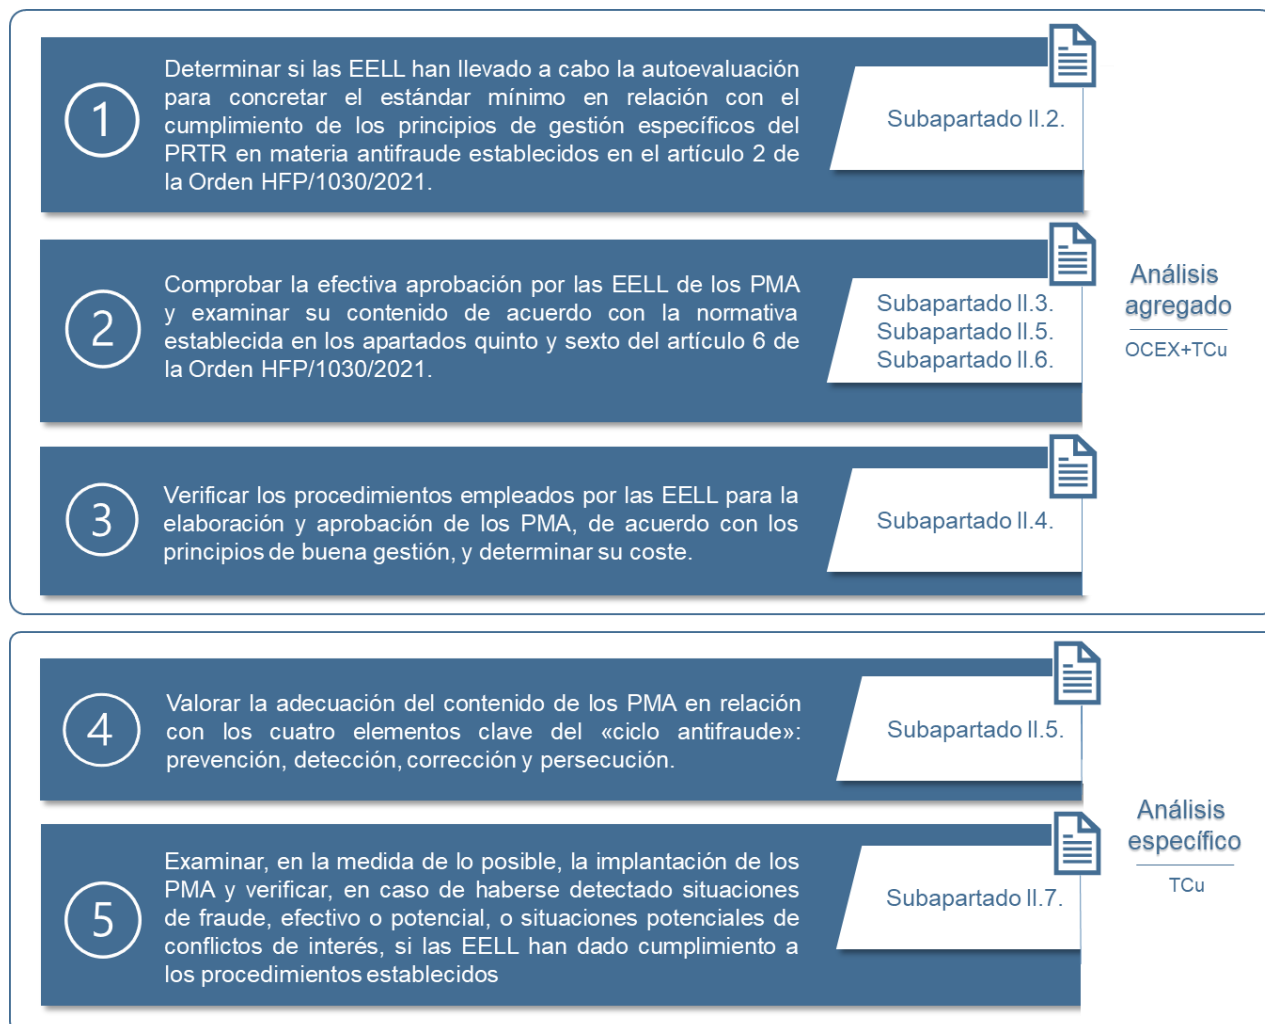 1
Determinar si las EELL han llevado a cabo la autoevaluación
para concretar el estándar mínimo en relación con el
cumplimiento de los principios de gestión específicos del
PRTR en materia antifraude establecidos en el artículo 2 de
la Orden HFP/1030/2021.
Subapartado II.2.
2
Comprobar la efectiva aprobación por las EELL de los PMA
y examinar su contenido de acuerdo con la normativa
establecida en los apartados quinto y sexto del artículo 6 de
la Orden HFP/1030/2021.
Subapartado II.3.
Subapartado II.5.
Subapartado II.6.
3
Verificar los procedimientos empleados por las EELL para la
elaboración y aprobación de los PMA, de acuerdo con los
principios de buena gestión, y determinar su coste.
Subapartado II.4.
Análisis
agregado
OCEX+TCu
4
Valorar la adecuación del contenido de los PMA en relación
con los cuatro elementos clave del «ciclo antifraude»:
prevención, detección, corrección y persecución.
Subapartado II.5.
5
Examinar, en la medida de lo posible, la implantación de los
PMA y verificar, en caso de haberse detectado situaciones
de fraude, efectivo o potencial, o situaciones potenciales de
conflictos de interés, si las EELL han dado cumplimiento a
los procedimientos establecidos
Subapartado II.7.
Análisis
específico
TCu